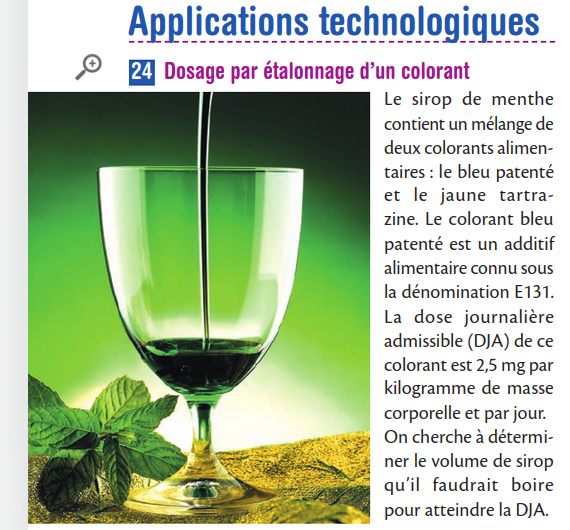 Applications technologiques
24 Dosage par étalonnage d'un colorant
Le sirop de menthe
contient un mélange de
deux colorants alimen-
taires : le bleu patenté
et le jaune tartra-
zine. Le colorant bleu
patenté est un additif
alimentaire connu sous
la dénomination E131.
La dose journalière
admissible (DJA) de ce
colorant est 2,5 mg par
kilogramme de masse
corporelle et par jour.
On cherche à détermi-
ner le volume de sirop
qu'il faudrait boire
pour atteindre la DJA.